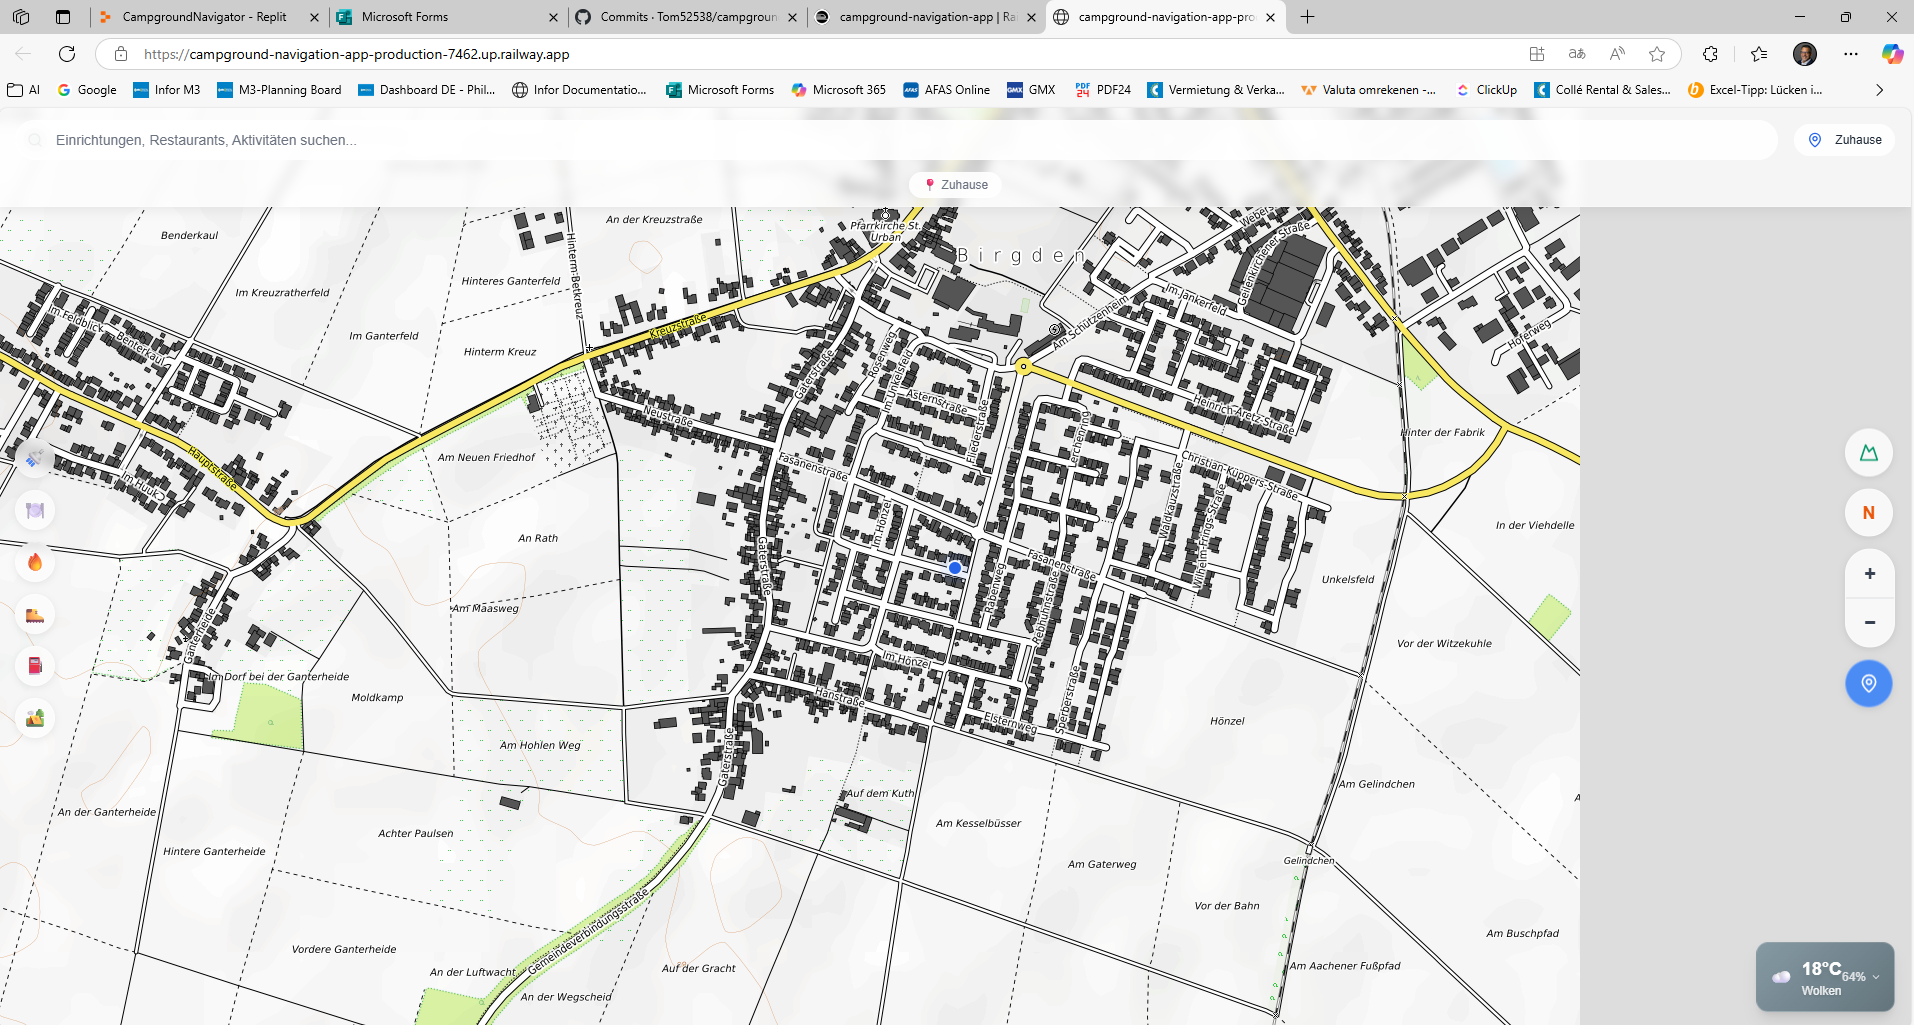 CampgroundNavigator - Replit
Microsoft Forms
Commits · Tom52538/campgroun
campground-navigation-app | Rai
campground-navigation-app-pro
https://campground-navigation-app-production-7462.up.railway.app
AI
Google
Infor M3
M3-Planning Board
Dashboard DE - Phil...
Infor Documentatio...
Microsoft Forms
Microsoft 365
AFAS Online
GMX
PDF24
Vermietung & Verka...
Valuta omrekenen -...
ClickUp
Collé Rental & Sales...
Excel-Tipp: Lücken i...
Einrichtungen, Restaurants, Aktivitäten suchen...
Zuhause
Zuhause
An der Kreuzstraße
Pfarrkirche St.
Urban
Benderkaul
Birgden
Geilenkirchener Straße
Hinterm Betkreuz
Hinteres Ganterfeld
Im Kreuzratherfeld
Im Jankerfeld
Im Feldblick
Benterkaul
Im Ganterfeld
Kreuzstraße
Am Schützenheim
Hoferweg
Hinterm Kreuz
Rosenweg
Im Unkelsfeld
Gaterstraße
Asternstraße
Fliederstraße
Heinrich-Aretz-Straße
Neustraße
Lerchenring
Hinter der Fabrik
Am Neuen Friedhof
Fasanenstraße
Christian-Küppers-Straße
Hauptstraße
Waldkauzstraße
Wilhelm-Frings-Straße
N
In der Viehdelle
An Rath
Im Hönzel
Gaterstraße
Fasanenstraße
Unkelsfeld
Rabenweg
Rebhuhnstraße
+
Am Maasweg
−
Ganterheide
Vor der Witzekuhle
Im Hönzel
Im Dorf bei der Ganterheide
Moldkamp
Hahnstraße
Sperberstraße
Elsternweg
Hönzel
Am Hohlen Weg
Gaterstraße
Am Gelindchen
Auf dem Kuth
An der Ganterheide
Am Kesselbüsser
Achter Paulsen
Hintere Ganterheide
Am Gaterweg
Gelindchen
Vor der Bahn
Gemeindeverbindungsstraße
Am Buschpfad
Vordere Ganterheide
An der Luftwacht
Auf der Gracht
Am Aachener Fußpfad
An der Wegscheid
18°C
64%
Wolken